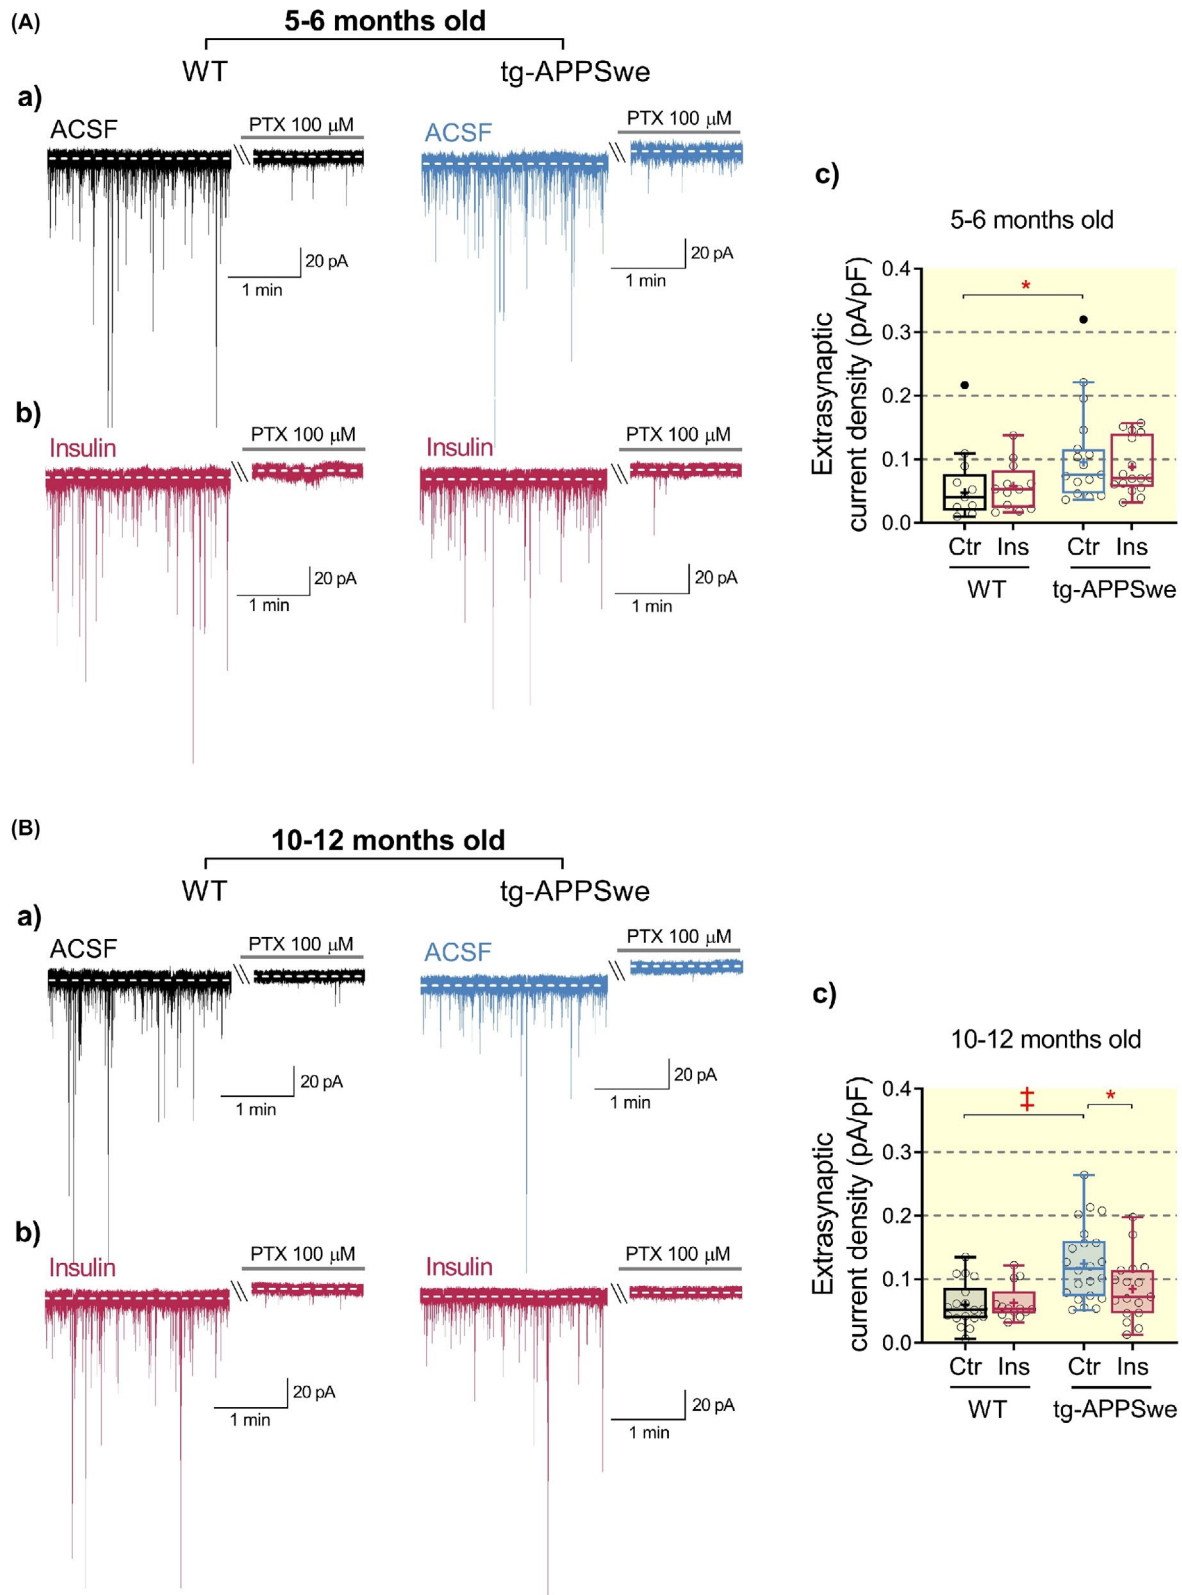 (A)
5-6 months old
WT
tg-APPSwe
a)
ACSF
PTX 100 μM
20 pA
1 min
ACSF
PTX 100 μM
20 pA
1 min
b)
Insulin
PTX 100 μM
20 pA
1 min
Insulin
PTX 100 μM
20 pA
1 min
c)
5-6 months old
Extrasynaptic
current density (pA/pF)
0.4
0.3
0.2
0.1
0.0
*
Ctr Ins Ctr Ins
WT tg-APPSwe
(B)
10-12 months old
WT
tg-APPSwe
a)
ACSF
PTX 100 μM
20 pA
1 min
ACSF
PTX 100 μM
20 pA
1 min
b)
Insulin
PTX 100 μM
20 pA
1 min
Insulin
PTX 100 μM
20 pA
1 min
c)
10-12 months old
Extrasynaptic
current density (pA/pF)
0.4
0.3
0.2
0.1
0.0
‡ *
Ctr Ins Ctr Ins
WT tg-APPSwe